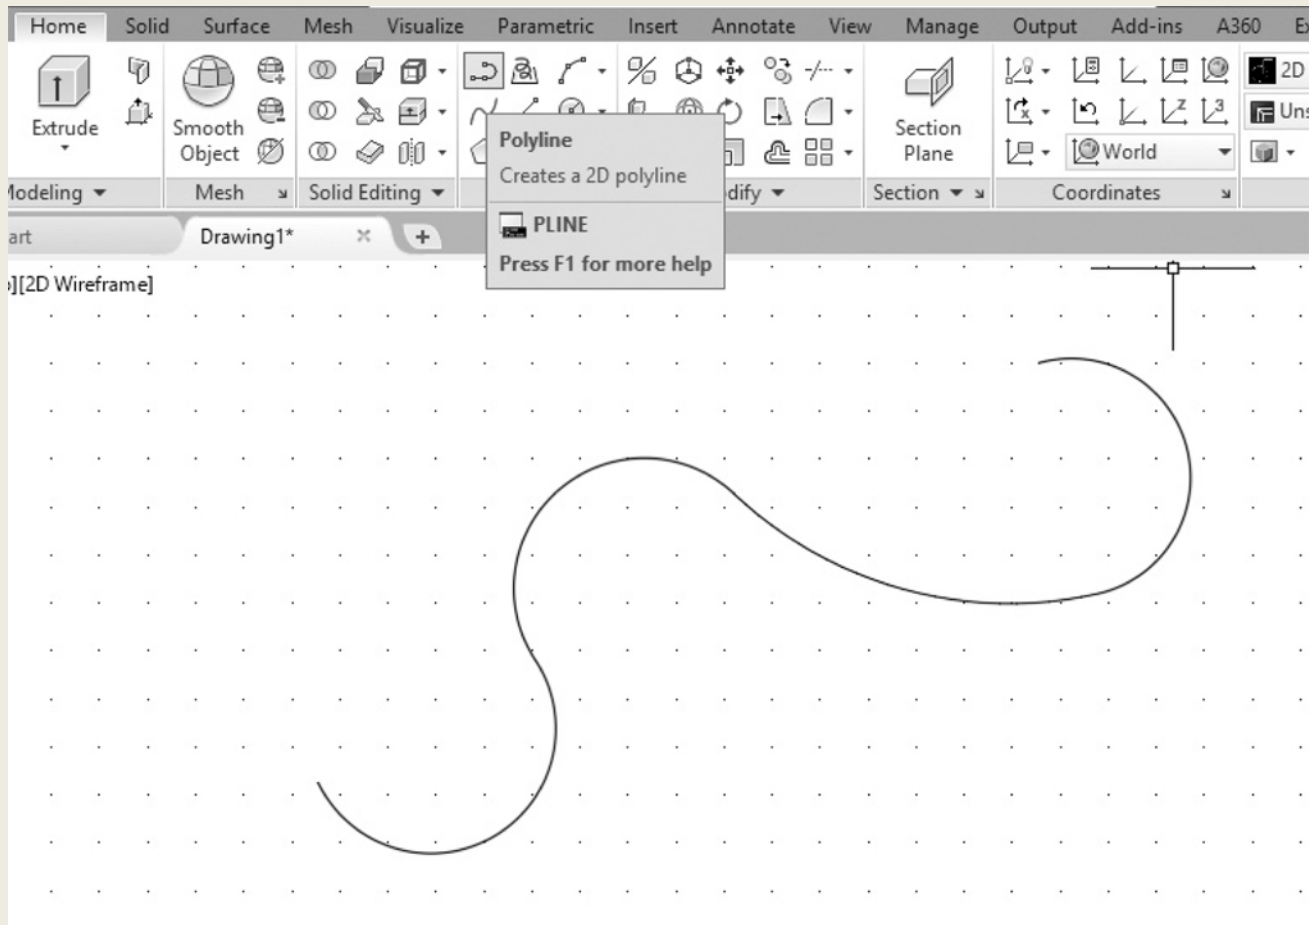 Home Solid Surface Mesh Visualize Parametric Insert Annotate View Manage Output Add-ins A360
2D
Extrude
Smooth
Object
Section
Plane
World
Modeling Mesh Solid Editing Section Coordinates
Polyline
Creates a 2D polyline
PLINE
Press F1 for more help
Drawing1* × +
][2D Wireframe]